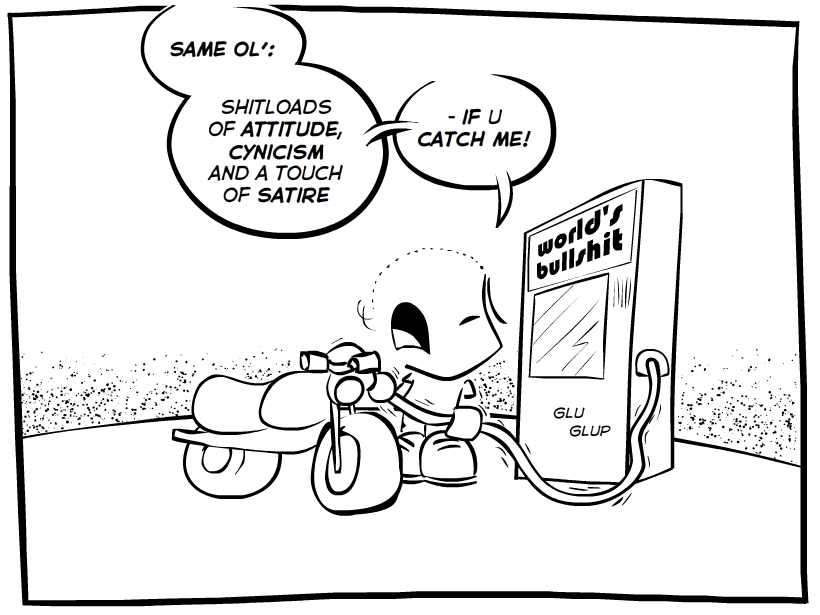 SAME OL':
SHITLOADS
OF ATTITUDE,
CYNICISM
AND A TOUCH
OF SATIRE
- IF U
CATCH ME!
world's
bullshit
GLU
GLUP